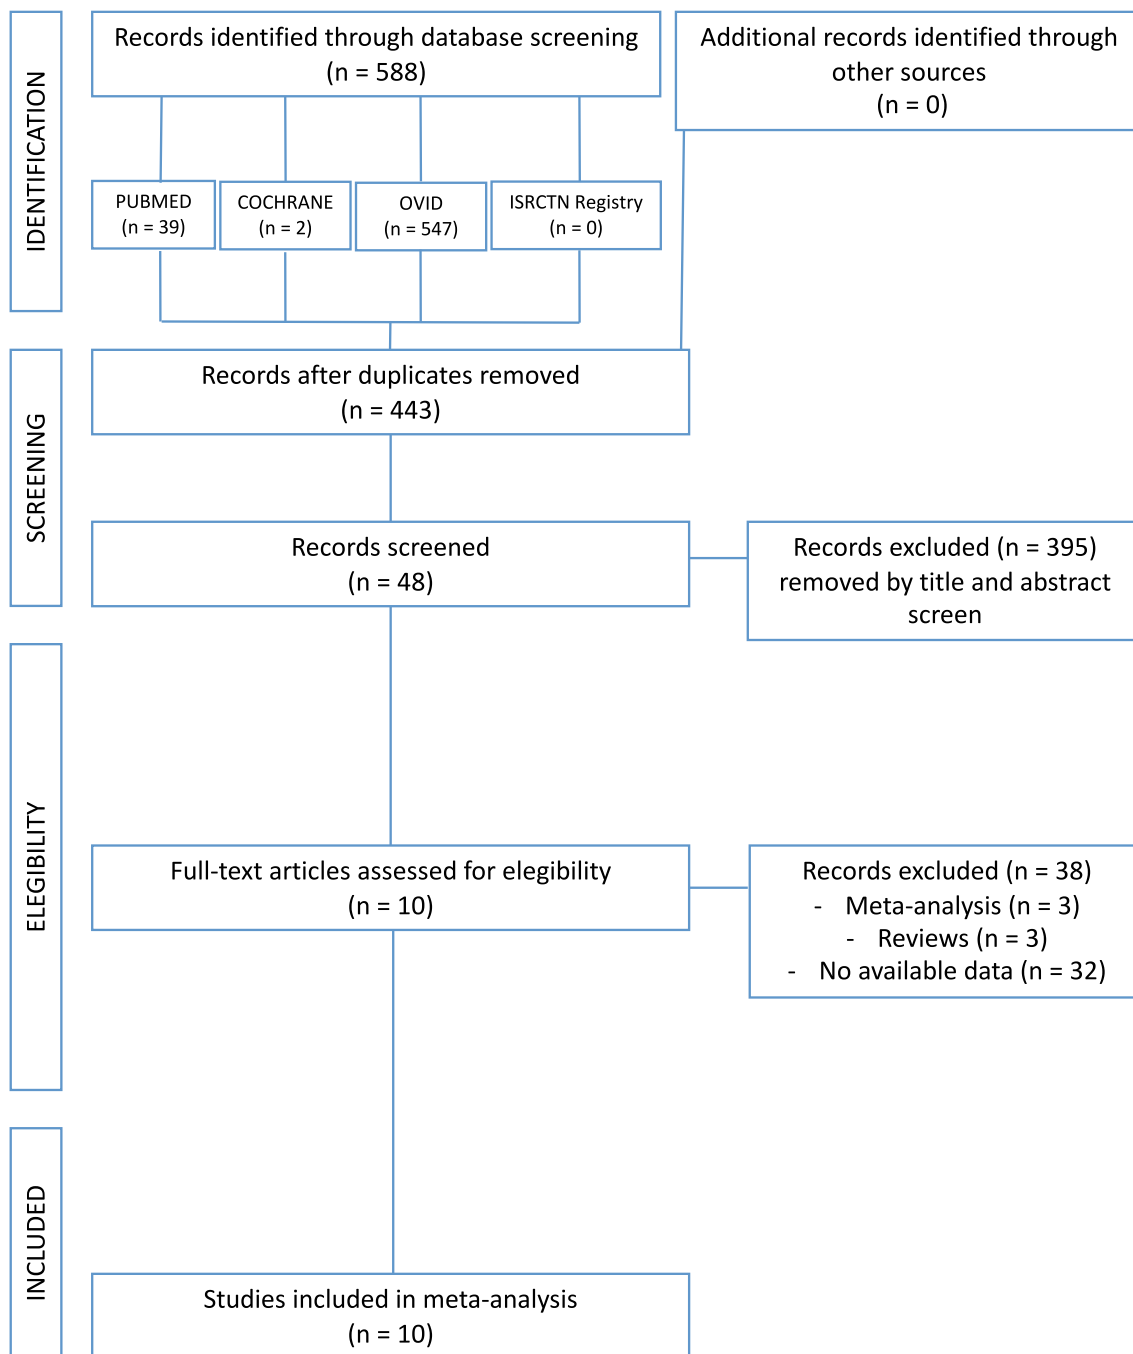 IDENTIFICATION
Records identified through database screening
(n = 588)
Additional records identified through
other sources
(n = 0)
PUBMED
(n = 39)
COCHRANE
(n = 2)
OVID
(n = 547)
ISRCTN Registry
(n = 0)
SCREENING
Records after duplicates removed
(n = 443)
Records screened
(n = 48)
Records excluded (n = 395)
removed by title and abstract
screen
ELEGIBILITY
Full-text articles assessed for elegibility
(n = 10)
Records excluded (n = 38)
- Meta-analysis (n = 3)
- Reviews (n = 3)
- No available data (n = 32)
INCLUDED
Studies included in meta-analysis
(n = 10)